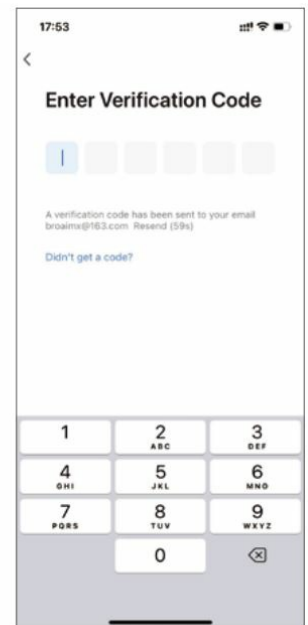 17:53
Enter Verification Code
A verification code has been sent to your email
broaimx@163.com Resend (59s)
Didn't get a code?
1
2
ABC
3
DEF
4
GHI
5
JKL
6
MNO
7
PQRS
8
TUV
9
WXYZ
0